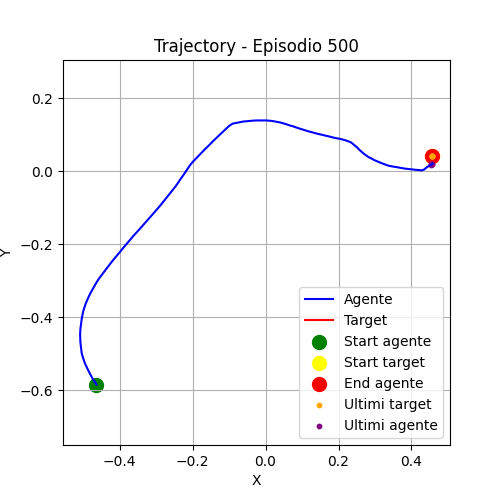 Trajectory - Episodio 500
0.2
0.0
−0.2
−0.4
−0.6
Y
−0.4
−0.2
0.0
0.2
0.4
X
Agente
Target
Start agente
Start target
End agente
Ultimi target
Ultimi agente